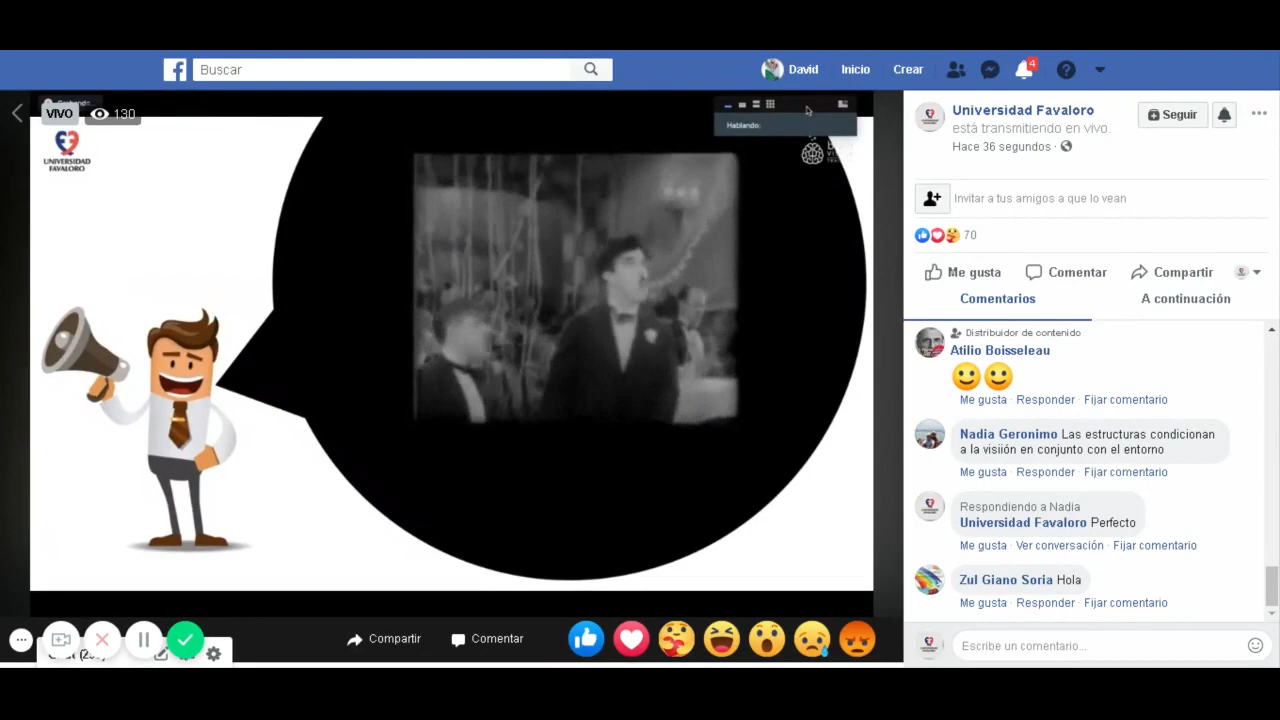 Buscar
David
Inicio
Crear
4
VIVO
130
UNIVERSIDAD
FAVALORO
Hablando:
Universidad Favaloro
está transmitiendo en vivo.
Hace 36 segundos ·
Seguir
Invitar a tus amigos a que lo vean
70
Me gusta
Comentar
Compartir
Comentarios
A continuación
Distribuidor de contenido
Atilio Boisseleau
Me gusta · Responder · Fijar comentario
Nadia Geronimo Las estructuras condicionan
a la visiión en conjunto con el entorno
Me gusta · Responder · Fijar comentario
Respondiendo a Nadia
Universidad Favaloro Perfecto
Me gusta · Ver conversación · Fijar comentario
Zul Giano Soria Hola
Me gusta · Responder · Fijar comentario
Escribe un comentario...
Compartir
Comentar